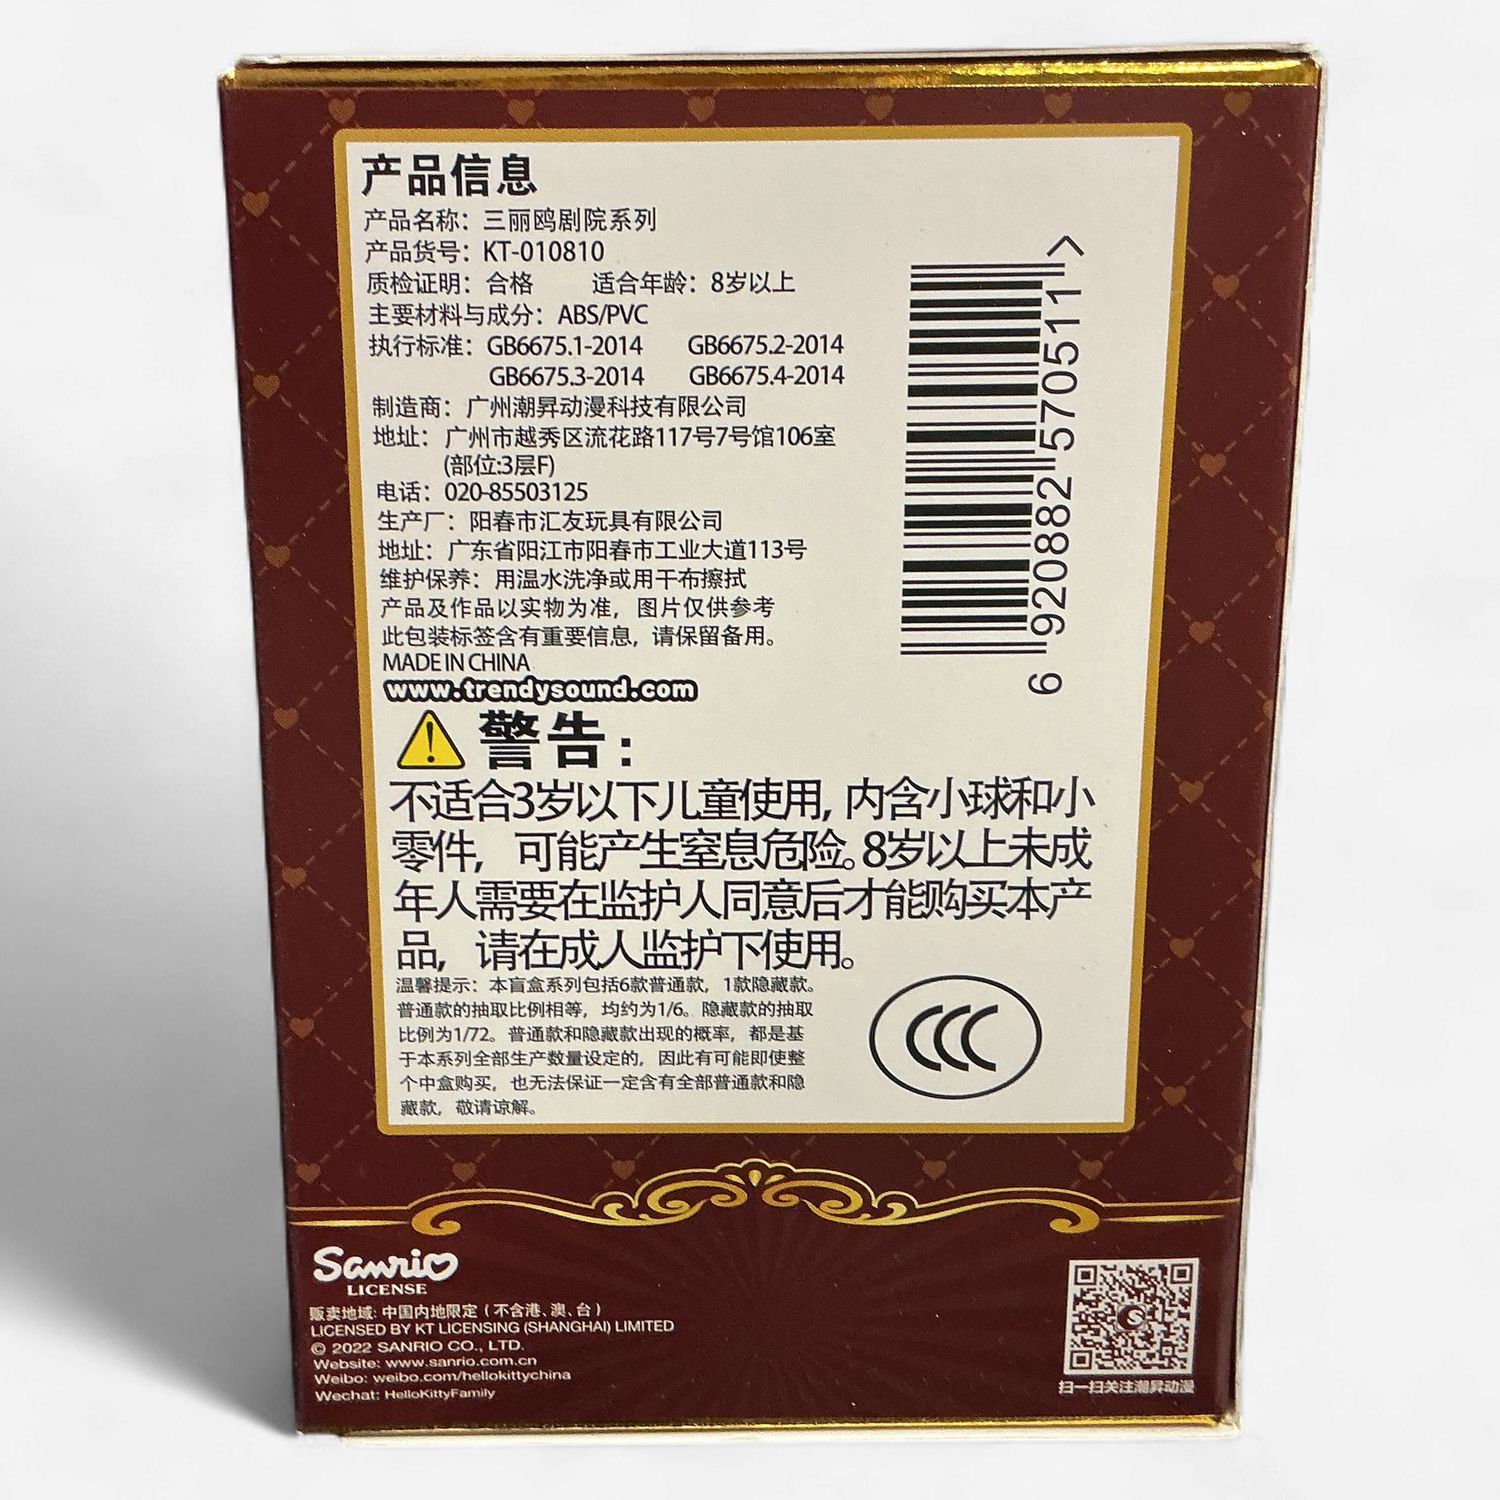 产品信息
产品名称：三丽鸥剧院系列
产品货号：KT-010810
质检证明：合格 适合年龄：8岁以上
主要材料与成分：ABS/PVC
执行标准：GB6675.1-2014 GB6675.2-2014
GB6675.3-2014 GB6675.4-2014
制造商：广州潮昇动漫科技有限公司
地址：广州市越秀区流花路117号7号馆106室
(部位:3层F)
电话：020-85503125
生产厂：阳春市汇友玩具有限公司
地址：广东省阳江市阳春市工业大道113号
维护保养：用温水洗净或用干布擦拭
产品及作品以实物为准，图片仅供参考
此包装标签含有重要信息，请保留备用。
MADE IN CHINA
www.trendysound.com
6 920882 570511 >
警告：
不适合3岁以下儿童使用，内含小球和小
零件，可能产生窒息危险。8岁以上未成
年人需要在监护人同意后才能购买本产
品，请在成人监护下使用。
温馨提示：本盲盒系列包括6款普通款，1款隐藏款。
普通款的抽取比例相等，均约为1/6。隐藏款的抽取
比例为1/72。普通款和隐藏款出现的概率，都是基
于本系列全部生产数量设定的，因此有可能即使整
个中盒购买，也无法保证一定含有全部普通款和隐
藏款，敬请谅解。
CCC
Sanrio
LICENSE
贩卖地域：中国内地限定（不含港、澳、台）
LICENSED BY KT LICENSING (SHANGHAI) LIMITED
© 2022 SANRIO CO., LTD.
Website: www.sanrio.com.cn
Weibo: weibo.com/hellokittychina
Wechat: HelloKittyFamily
扫一扫关注潮昇动漫